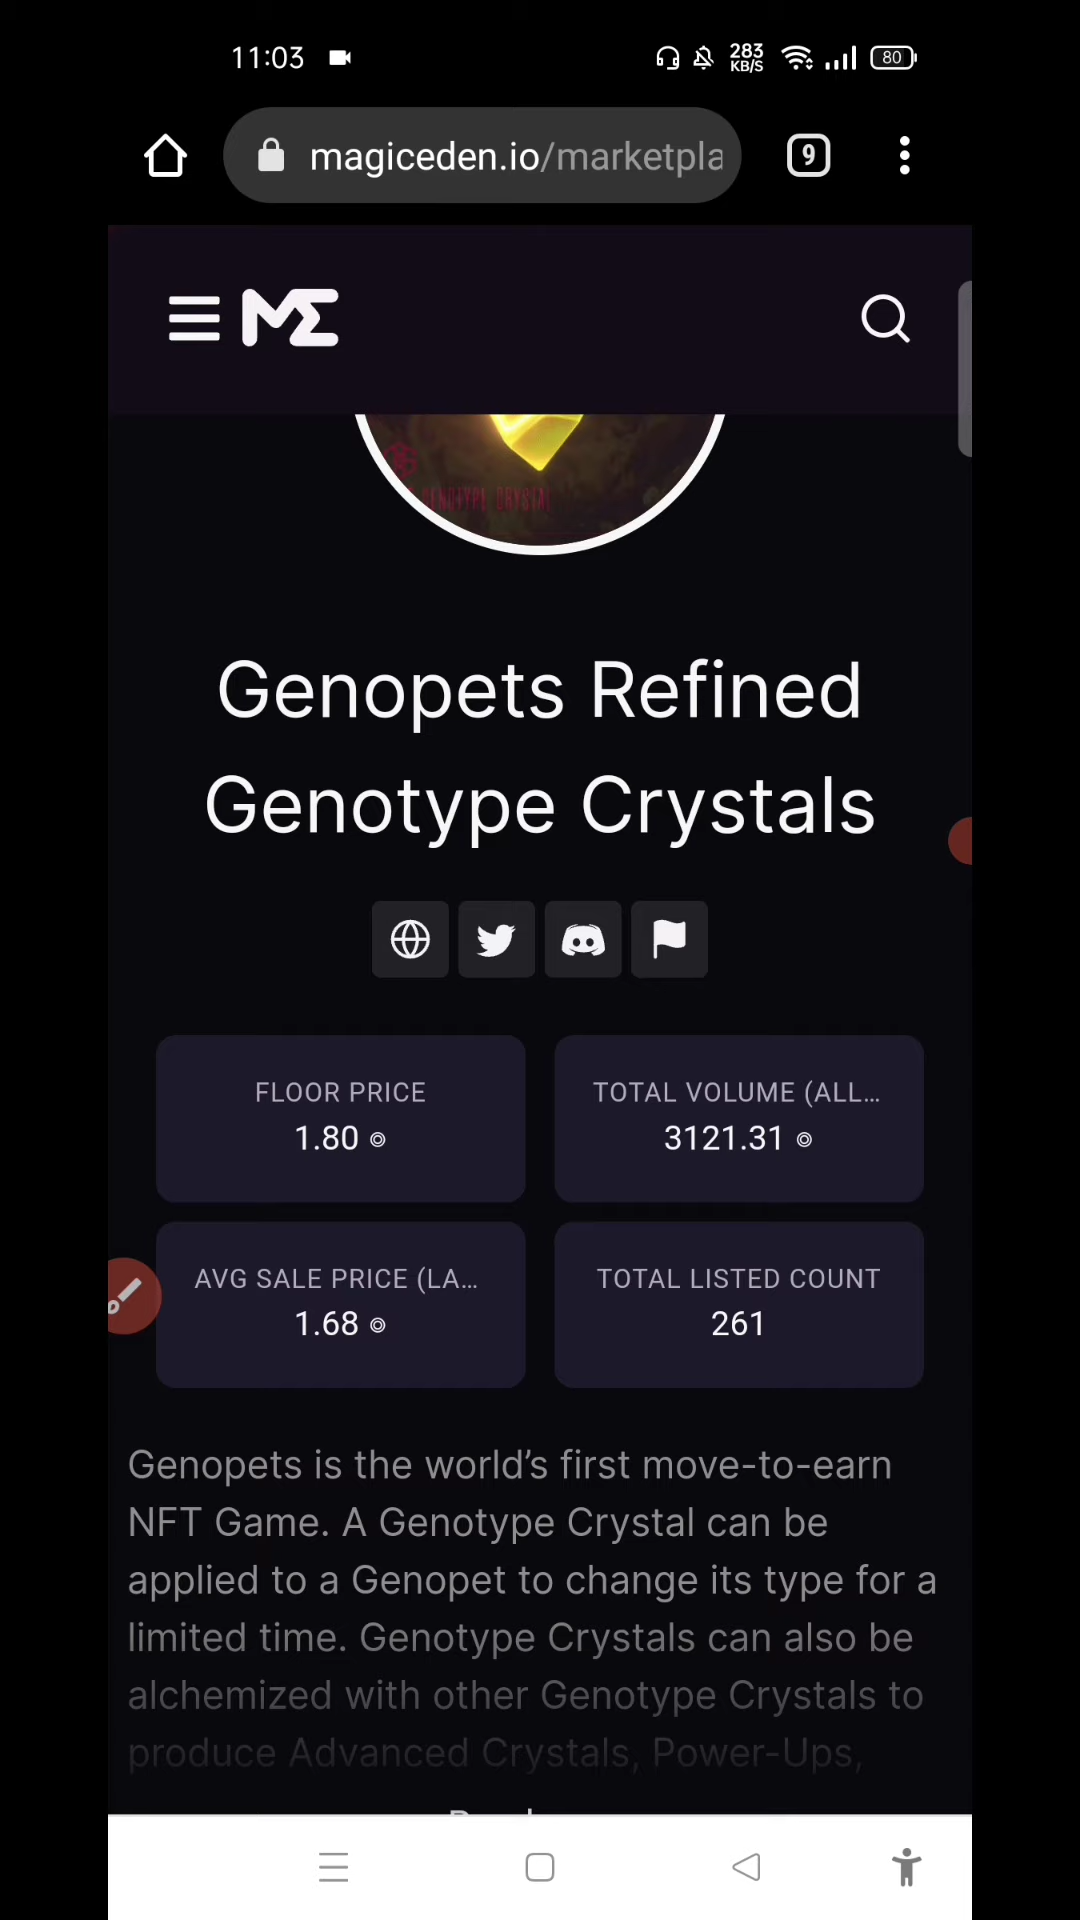 11:03
283
KB/S
80
magiceden.io/marketpla
9
GENOTYPE CRYSTAL
Genopets Refined
Genotype Crystals
FLOOR PRICE
1.80
TOTAL VOLUME (ALL...
3121.31
AVG SALE PRICE (LA...
1.68
TOTAL LISTED COUNT
261
Genopets is the world's first move-to-earn
NFT Game. A Genotype Crystal can be
applied to a Genopet to change its type for a
limited time. Genotype Crystals can also be
alchemized with other Genotype Crystals to
produce Advanced Crystals, Power-Ups,